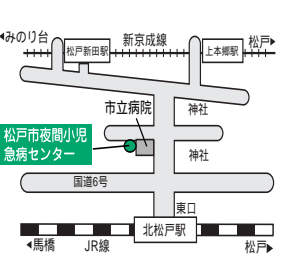 ◀みのり台
松戸新田駅
新京成線
上本郷駅
松戸▶
市立病院
神社
松戸市夜間小児
急病センター
神社
国道6号
東口
北松戸駅
◀馬橋
JR線
松戸▶